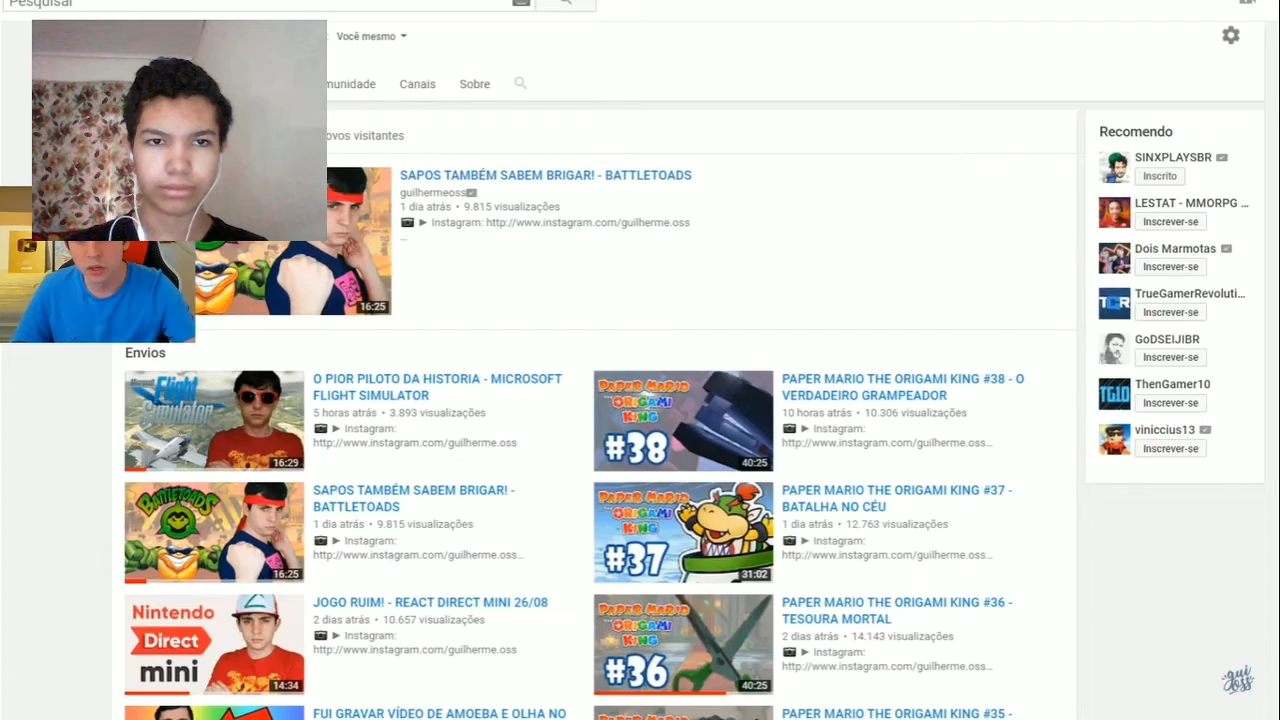 Pesquisar
Você mesmo
munidade Canais Sobre
ovos visitantes
SAPOS TAMBÉM SABEM BRIGAR! - BATTLETOADS
guilhermeoss
1 dia atrás • 9.815 visualizações
► Instagram: http://www.instagram.com/guilherme.oss
...
16:25
Envios
Microsoft
Flight
Simulator
16:29
O PIOR PILOTO DA HISTORIA - MICROSOFT
FLIGHT SIMULATOR
5 horas atrás • 3.893 visualizações
► Instagram:
http://www.instagram.com/guilherme.oss
PAPER MARIO
THE
ORIGAMI
KING
#38
40:25
PAPER MARIO THE ORIGAMI KING #38 - O
VERDADEIRO GRAMPEADOR
10 horas atrás • 10.306 visualizações
► Instagram:
http://www.instagram.com/guilherme.oss...
BATTLETOADS
16:25
SAPOS TAMBÉM SABEM BRIGAR! -
BATTLETOADS
1 dia atrás • 9.815 visualizações
► Instagram:
http://www.instagram.com/guilherme.oss...
PAPER MARIO
THE
ORIGAMI
KING
#37
31:02
PAPER MARIO THE ORIGAMI KING #37 -
BATALHA NO CÉU
1 dia atrás • 12.763 visualizações
► Instagram:
http://www.instagram.com/guilherme.oss...
Nintendo
Direct
mini
14:34
JOGO RUIM! - REACT DIRECT MINI 26/08
2 dias atrás • 10.657 visualizações
► Instagram:
http://www.instagram.com/guilherme.oss
PAPER MARIO
THE
ORIGAMI
KING
#36
40:25
PAPER MARIO THE ORIGAMI KING #36 -
TESOURA MORTAL
2 dias atrás • 14.143 visualizações
► Instagram:
http://www.instagram.com/guilherme.oss...
FUI GRAVAR VÍDEO DE AMOEBA E OLHA NO
PAPER MARIO THE ORIGAMI KING #35 -
Recomendo
SINXPLAYSBR
Inscrito
LESTAT - MMORPG ...
Inscrever-se
Dois Marmotas
Inscrever-se
TCR
TrueGamerRevoluti...
Inscrever-se
GoDSEIJIBR
Inscrever-se
TG10
ThenGamer10
Inscrever-se
viniccius13
Inscrever-se
gui
oss